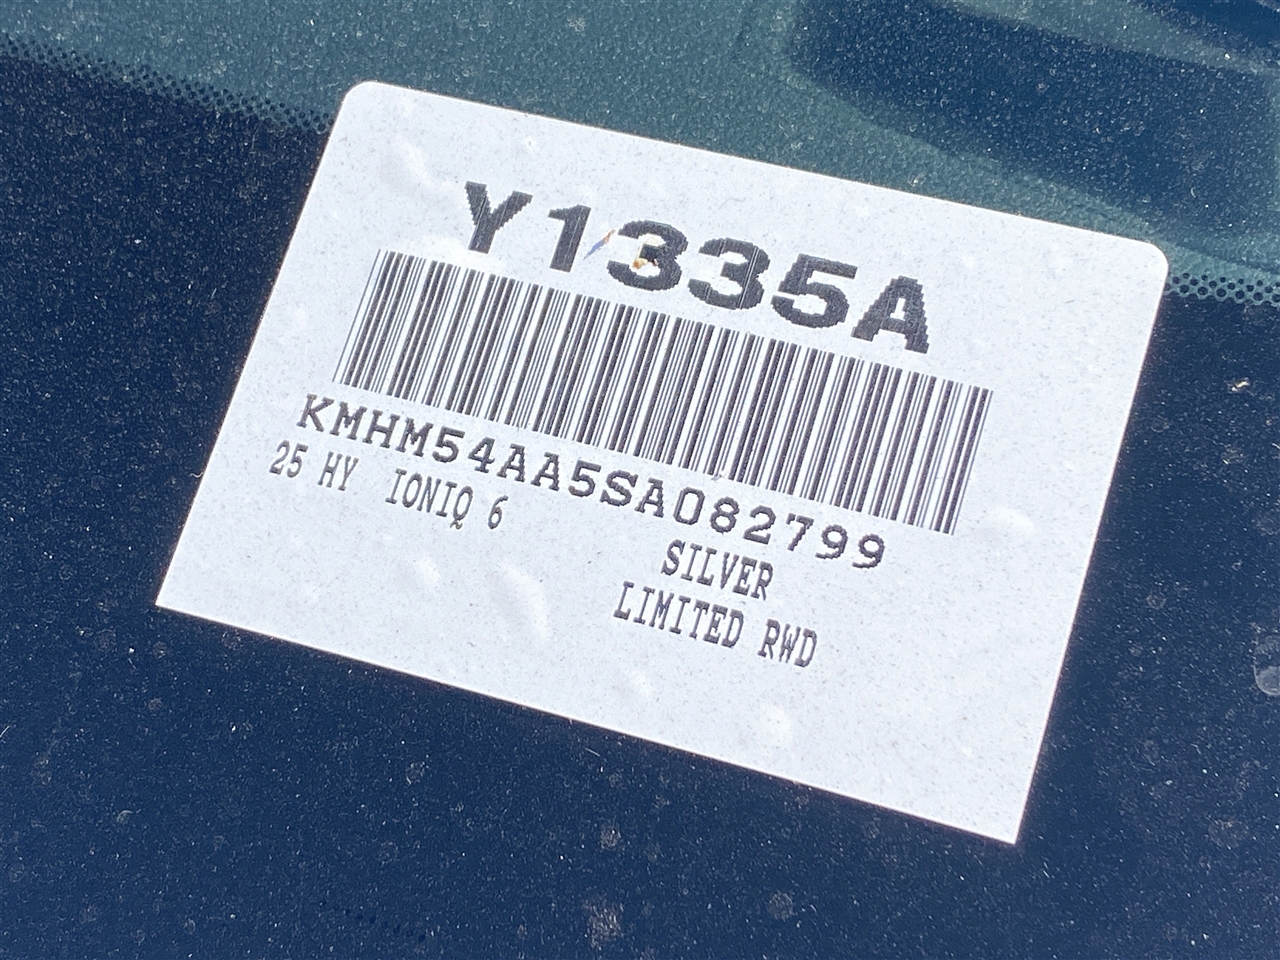 Y1335A
KMHM54AA5SA082799
25 HY IONIQ 6
SILVER
LIMITED RWD